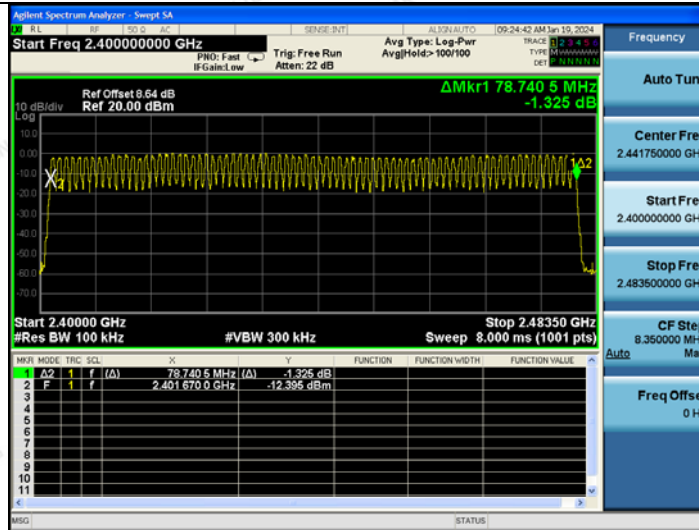 Agilent Spectrum Analyzer - Swept SA
RL RF 50 Ω AC SENSE:INT ALIGN AUTO 09:24:42 AM Jan 19, 2024
Start Freq 2.400000000 GHz
PNO: Fast
IFGain:Low
Trig: Free Run
Atten: 22 dB
Avg Type: Log-Pwr
Avg|Hold:> 100/100
TRACE 1 2 3 4 5 6
TYPE
DET P N N N N N
ΔMkr1 78.740 5 MHz
-1.325 dB
Ref Offset 8.64 dB
10 dB/div Ref 20.00 dBm
Log
10.0
0.00
-10.0
-20.0
-30.0
-40.0
-50.0
-60.0
-70.0
2
1Δ2
Start 2.40000 GHz Stop 2.48350 GHz
#Res BW 100 kHz #VBW 300 kHz Sweep 8.000 ms (1001 pts)
MKR MODE TRC SCL X Y FUNCTION FUNCTION WIDTH FUNCTION VALUE
1 Δ2 1 f (Δ) 78.740 5 MHz (Δ) -1.325 dB
2 F 1 f 2.401 670 0 GHz -12.395 dBm
3
4
5
6
7
8
9
10
11
MSG STATUS
Frequency
Auto Tun
Center Fre
2.441750000 GH
Start Fre
2.400000000 GH
Stop Fre
2.483500000 GH
CF Ste
8.350000 MH
Auto Ma
Freq Offse
0 H